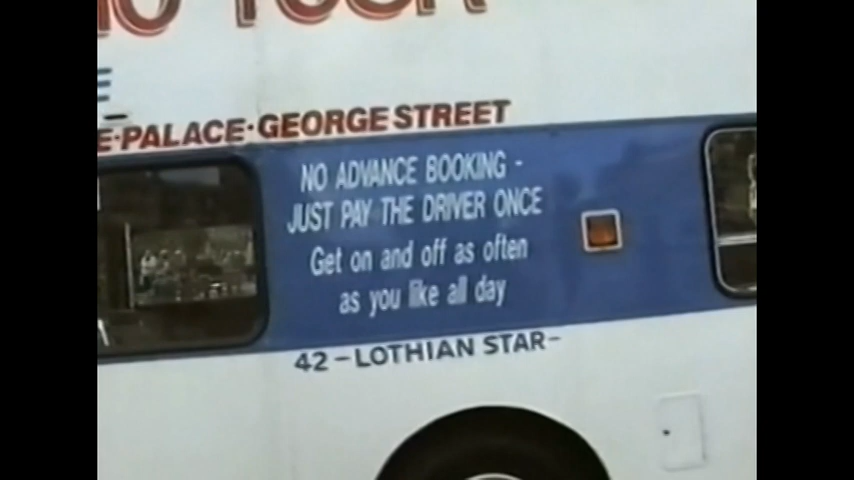 TOUR
E·PALACE·GEORGE STREET
NO ADVANCE BOOKING -
JUST PAY THE DRIVER ONCE
Get on and off as often
as you like all day
42 - LOTHIAN STAR -